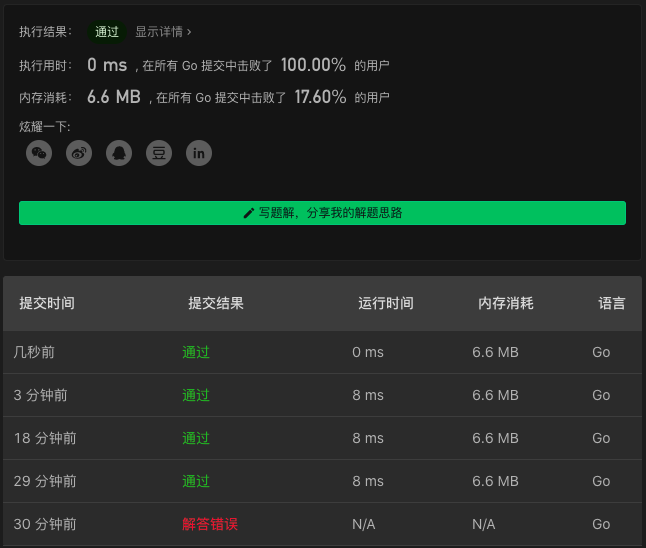 执行结果： 通过 显示详情 ›
执行用时： 0 ms ，在所有 Go 提交中击败了 100.00% 的用户
内存消耗： 6.6 MB ，在所有 Go 提交中击败了 17.60% 的用户
炫耀一下:
豆 in
写题解，分享我的解题思路
提交时间 提交结果 运行时间 内存消耗 语言
几秒前 通过 0 ms 6.6 MB Go
3 分钟前 通过 8 ms 6.6 MB Go
18 分钟前 通过 8 ms 6.6 MB Go
29 分钟前 通过 8 ms 6.6 MB Go
30 分钟前 解答错误 N/A N/A Go